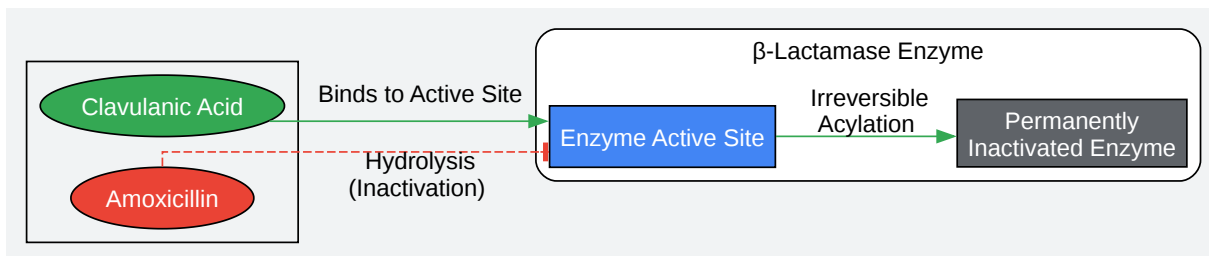 β-Lactamase Enzyme
Clavulanic Acid
Binds to Active Site
Enzyme Active Site
Irreversible
Acylation
Permanently
Inactivated Enzyme
Hydrolysis
(Inactivation)
Amoxicillin